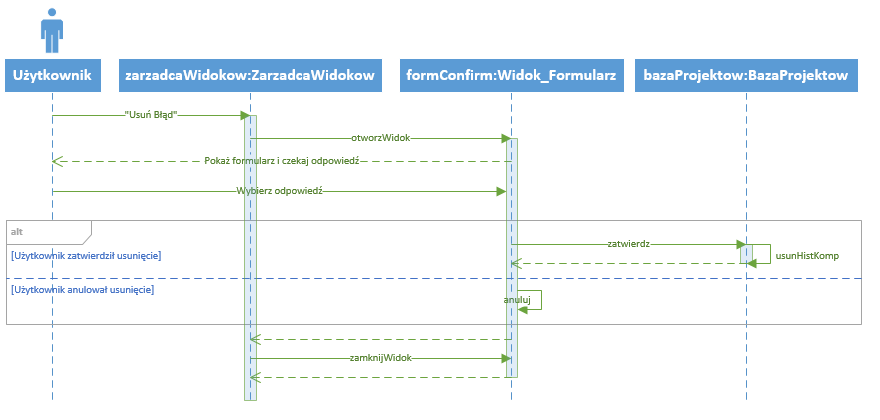 Użytkownik
zarzadcaWidokow:ZarzadcaWidokow
formConfirm:Widok_Formularz
bazaProjektow:BazaProjektow
"Usuń Błąd"
otworzWidok
Pokaż formularz i czekaj odpowiedź
Wybierz odpowiedź
alt
zatwierdz
[Użytkownik zatwierdził usunięcie]
usunHistKomp
[Użytkownik anulował usunięcie]
anuluj
zamknijWidok